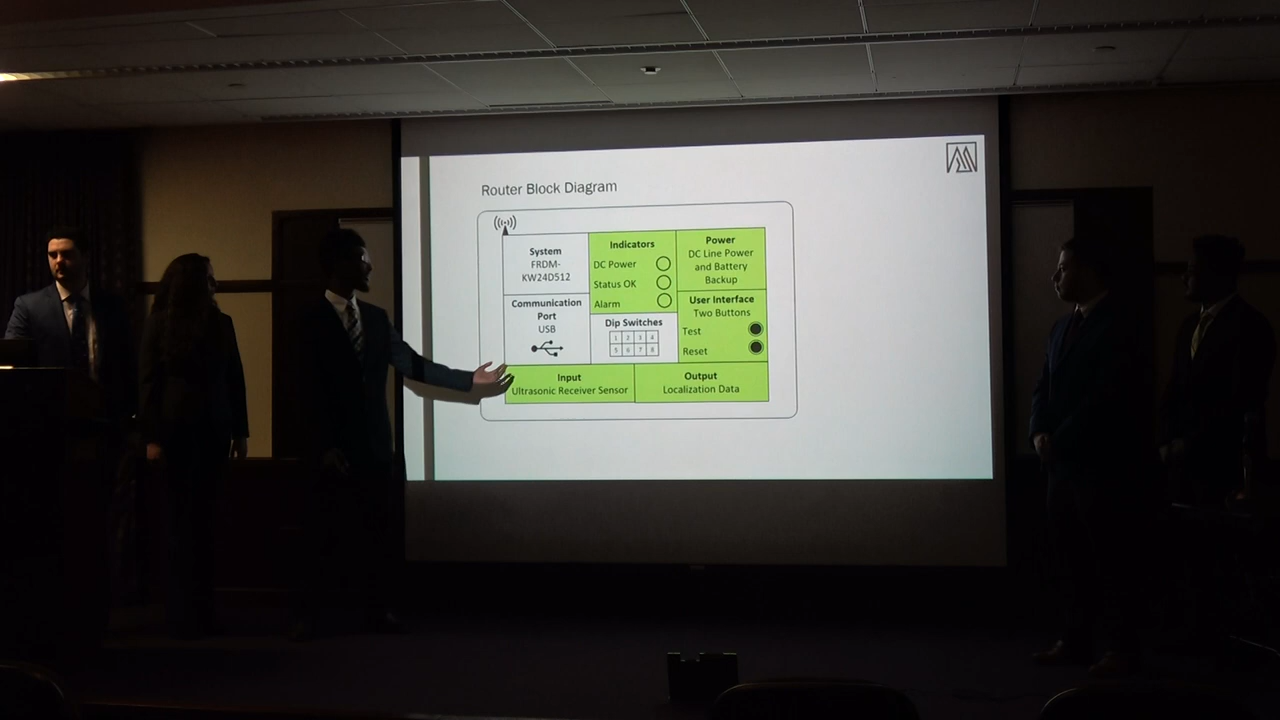 Router Block Diagram
System
FRDM-
KW24D512
Indicators
DC Power
Status OK
Alarm
Power
DC Line Power
and Battery
Backup
Communication
Port
USB
Dip Switches
1 2 3 4
5 6 7 8
User Interface
Two Buttons
Test
Reset
Input
Ultrasonic Receiver Sensor
Output
Localization Data